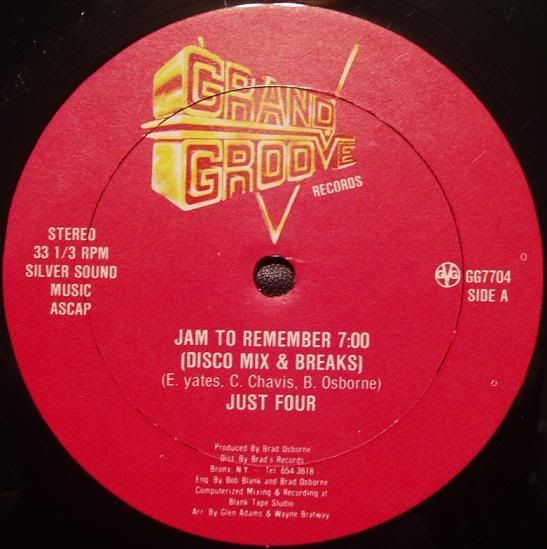 GRAND
GROOVE
RECORDS
STEREO
33 1/3 RPM
SILVER SOUND
MUSIC
ASCAP
GG7704
SIDE A
JAM TO REMEMBER 7:00
(DISCO MIX & BREAKS)
(E. yates, C. Chavis, B. Osborne)
JUST FOUR
Produced By Brad Osborne
Dist By Brad's Records
Bronx, N.Y. - Tel 654 3618
Eng By Bob Blank and Brad Osborne
Computerized Mixing & Recording at
Blank Tape Studio
Arr By Glen Adams & Wayne Bratway